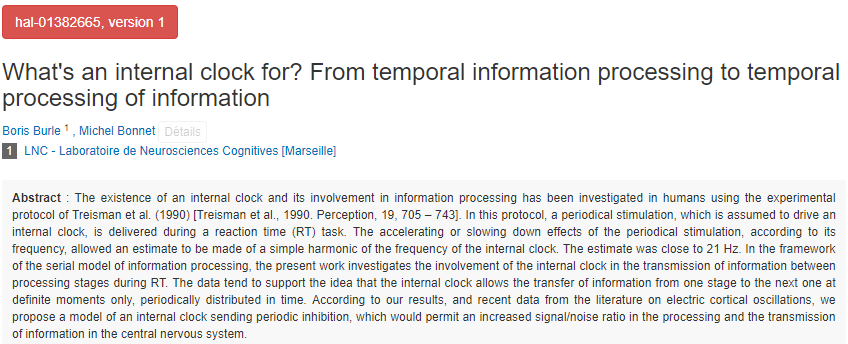 hal-01382665, version 1
What's an internal clock for? From temporal information processing to temporal
processing of information
Boris Burle 1 , Michel Bonnet Détails
1 LNC - Laboratoire de Neurosciences Cognitives [Marseille]
Abstract : The existence of an internal clock and its involvement in information processing has been investigated in humans using the experimental
protocol of Treisman et al. (1990) [Treisman et al., 1990. Perception, 19, 705 – 743]. In this protocol, a periodical stimulation, which is assumed to drive an
internal clock, is delivered during a reaction time (RT) task. The accelerating or slowing down effects of the periodical stimulation, according to its
frequency, allowed an estimate to be made of a simple harmonic of the frequency of the internal clock. The estimate was close to 21 Hz. In the framework
of the serial model of information processing, the present work investigates the involvement of the internal clock in the transmission of information between
processing stages during RT. The data tend to support the idea that the internal clock allows the transfer of information from one stage to the next one at
definite moments only, periodically distributed in time. According to our results, and recent data from the literature on electric cortical oscillations, we
propose a model of an internal clock sending periodic inhibition, which would permit an increased signal/noise ratio in the processing and the transmission
of information in the central nervous system.